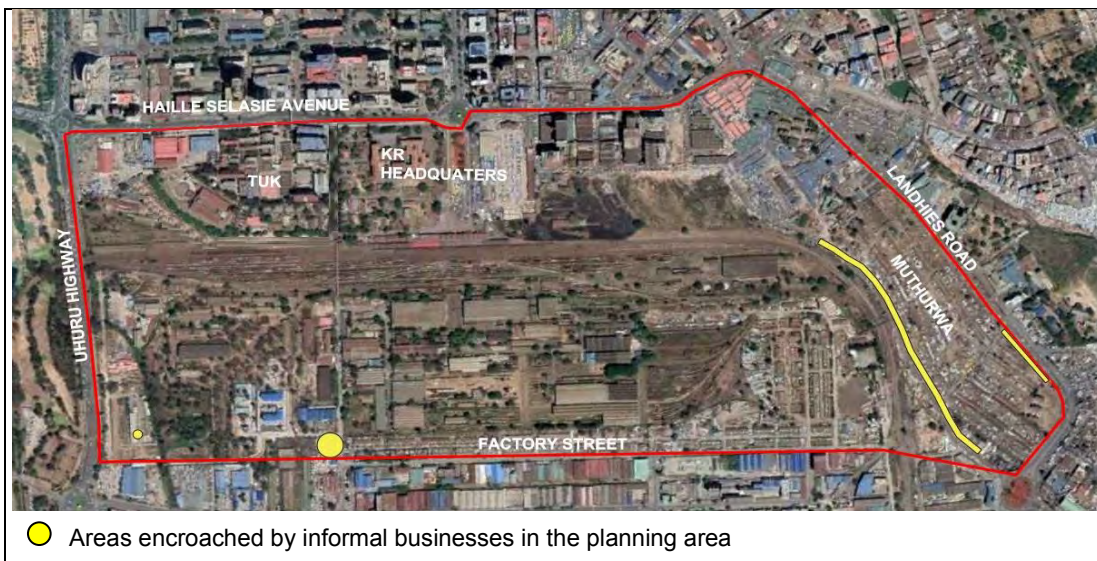 HAILLE SELASIE AVENUE
KR
HEADQUATERS
TUK
LANDHIES ROAD
MUTHURWA
UHURU HIGHWAY
FACTORY STREET
Areas encroached by informal businesses in the planning area